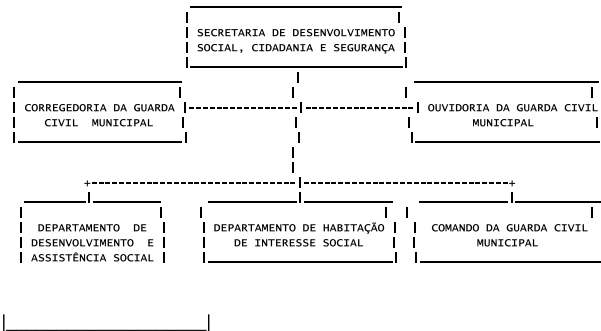 SECRETARIA DE DESENVOLVIMENTO
SOCIAL, CIDADANIA E SEGURANÇA
CORREGEDORIA DA GUARDA
CIVIL MUNICIPAL
OUVIDORIA DA GUARDA CIVIL
MUNICIPAL
DEPARTAMENTO DE
DESENVOLVIMENTO E
ASSISTÊNCIA SOCIAL
DEPARTAMENTO DE HABITAÇÃO
DE INTERESSE SOCIAL
COMANDO DA GUARDA CIVIL
MUNICIPAL